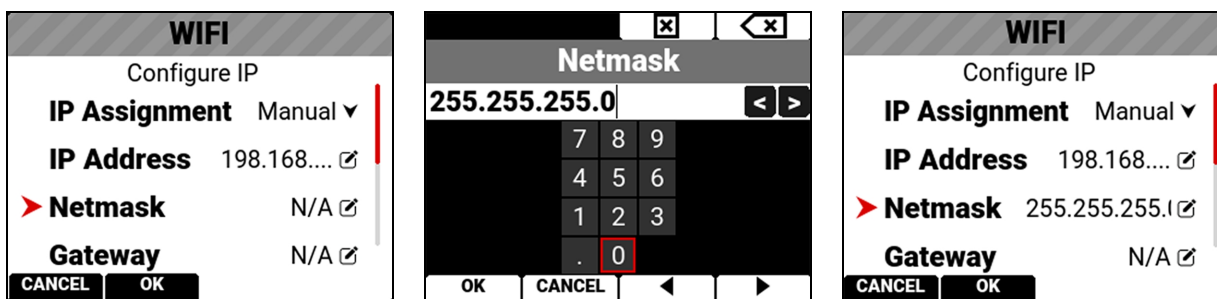 WIFI
Configure IP
IP Assignment Manual
IP Address 198.168....
Netmask N/A
Gateway N/A
CANCEL OK
Netmask
255.255.255.0
< >
7 8 9
4 5 6
1 2 3
. 0
OK CANCEL
WIFI
Configure IP
IP Assignment Manual
IP Address 198.168....
Netmask 255.255.255.
Gateway N/A
CANCEL OK